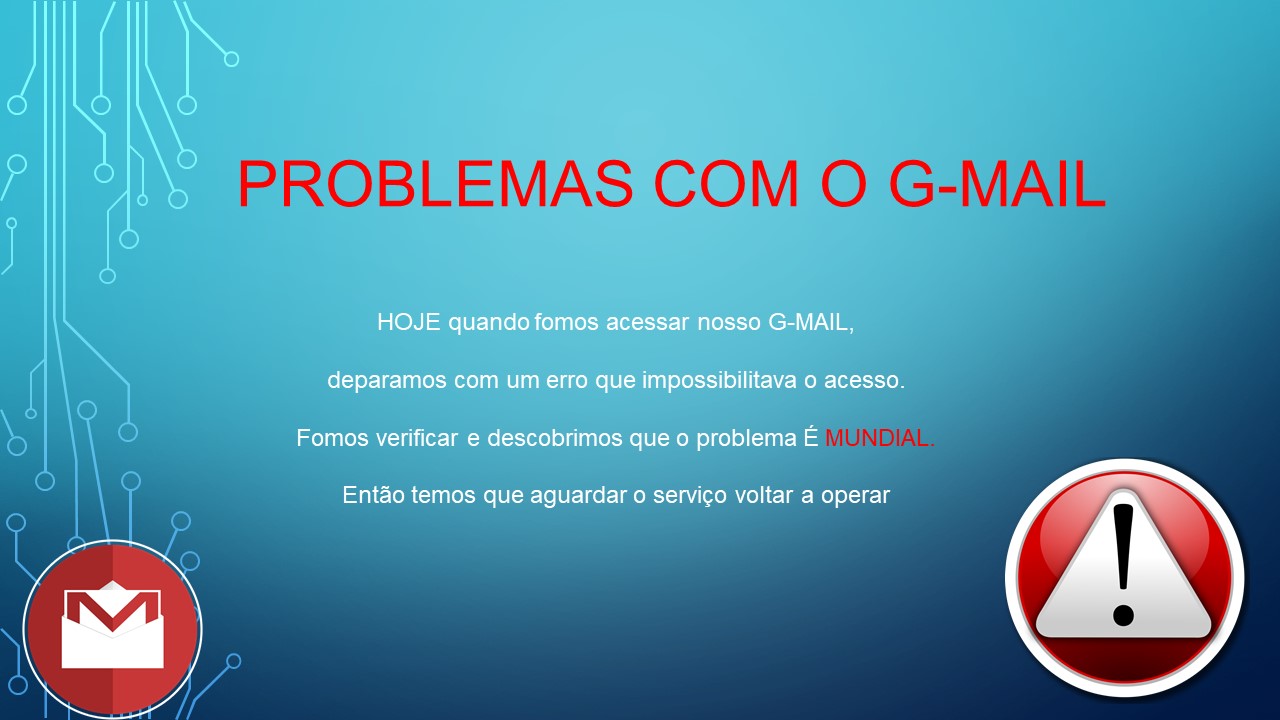 PROBLEMAS COM O G-MAIL
HOJE quando fomos acessar nosso G-MAIL,
deparamos com um erro que impossibilitava o acesso.
Fomos verificar e descobrimos que o problema É MUNDIAL.
Então temos que aguardar o serviço voltar a operar